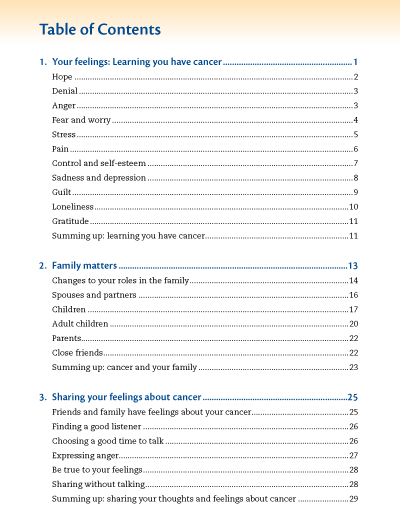 Table of Contents
1. Your feelings: Learning you have cancer ........ 1
Hope ........ 2
Denial ........ 3
Anger ........ 3
Fear and worry ........ 4
Stress ........ 5
Pain ........ 6
Control and self-esteem ........ 7
Sadness and depression ........ 8
Guilt ........ 9
Loneliness ........ 10
Gratitude ........ 11
Summing up: learning you have cancer ........ 11
2. Family matters ........ 13
Changes to your roles in the family ........ 14
Spouses and partners ........ 16
Children ........ 17
Adult children ........ 20
Parents ........ 22
Close friends ........ 22
Summing up: cancer and your family ........ 23
3. Sharing your feelings about cancer ........ 25
Friends and family have feelings about your cancer ........ 25
Finding a good listener ........ 26
Choosing a good time to talk ........ 26
Expressing anger ........ 27
Be true to your feelings ........ 28
Sharing without talking ........ 28
Summing up: sharing your thoughts and feelings about cancer ........ 29